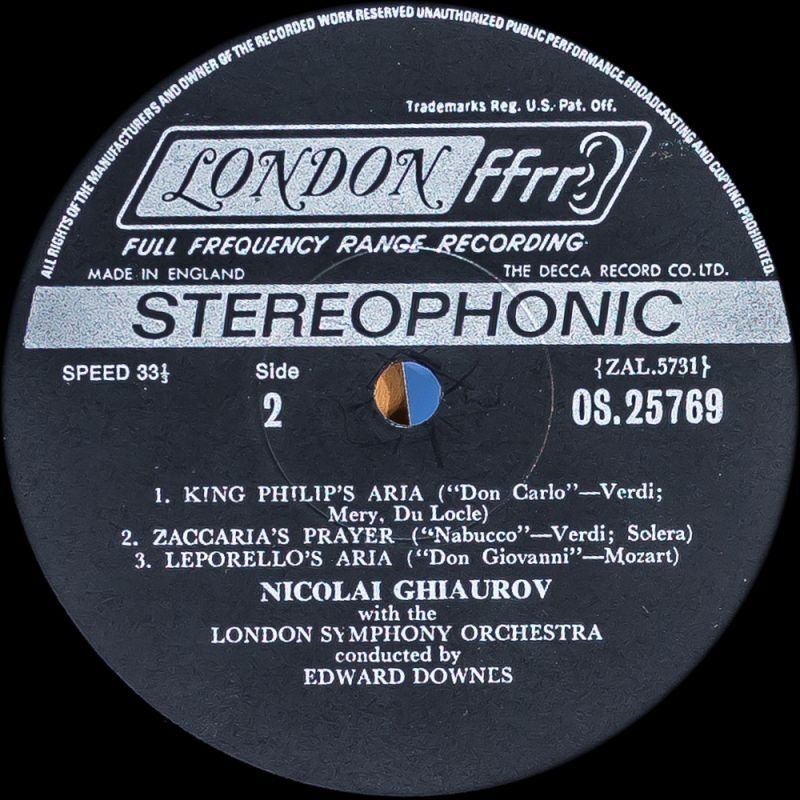 ALL RIGHTS OF THE MANUFACTURERS AND OWNER OF THE RECORDED WORK RESERVED UNAUTHORIZED PUBLIC PERFORMANCE, BROADCASTING AND COPYING PROHIBITED.
Trademarks Reg. U.S. Pat. Off.
LONDON ffrr
FULL FREQUENCY RANGE RECORDING
MADE IN ENGLAND THE DECCA RECORD CO. LTD.
STEREOPHONIC
SPEED 33⅓ Side {ZAL.5731}
2 OS.25769
1. KING PHILIP'S ARIA ("Don Carlo"—Verdi;
Mery, Du Locle)
2. ZACCARIA'S PRAYER ("Nabucco"—Verdi; Solera)
3. LEPORELLO'S ARIA ("Don Giovanni"—Mozart)
NICOLAI GHIAUROV
with the
LONDON SYMPHONY ORCHESTRA
conducted by
EDWARD DOWNES